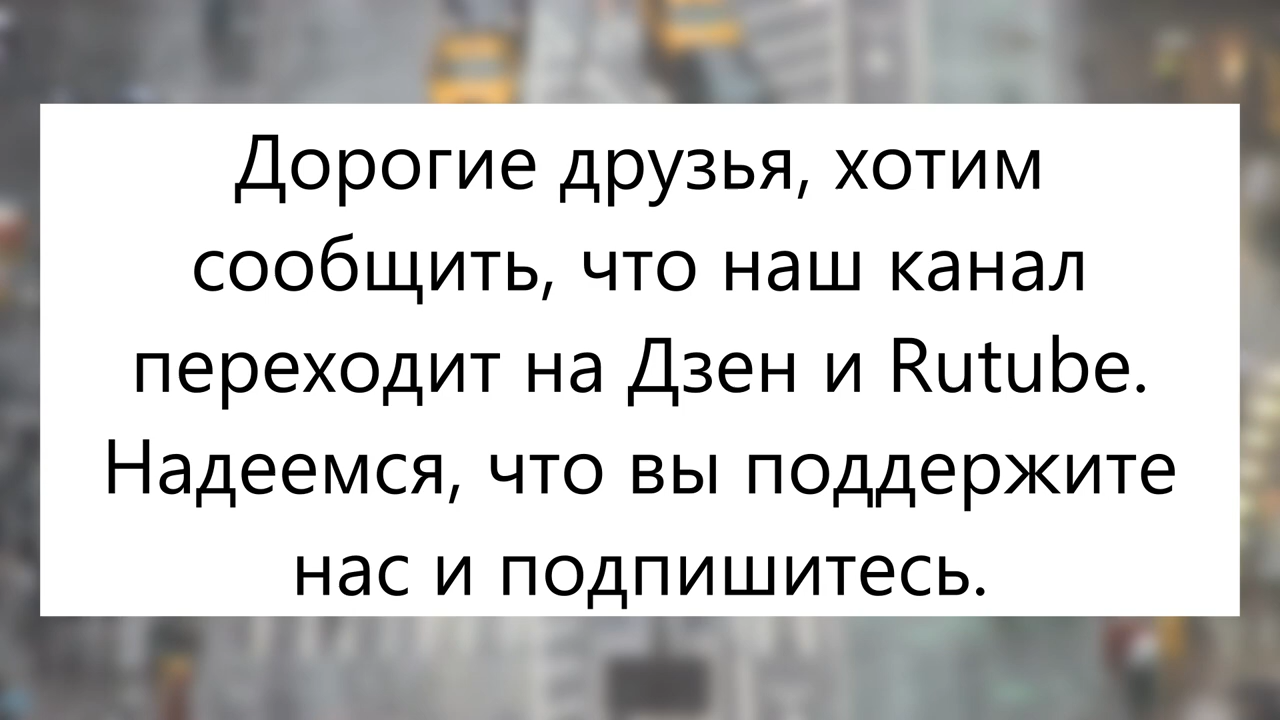 Дорогие друзья, хотим
сообщить, что наш канал
переходит на Дзен и Rutube.
Надеемся, что вы поддержите
нас и подпишитесь.